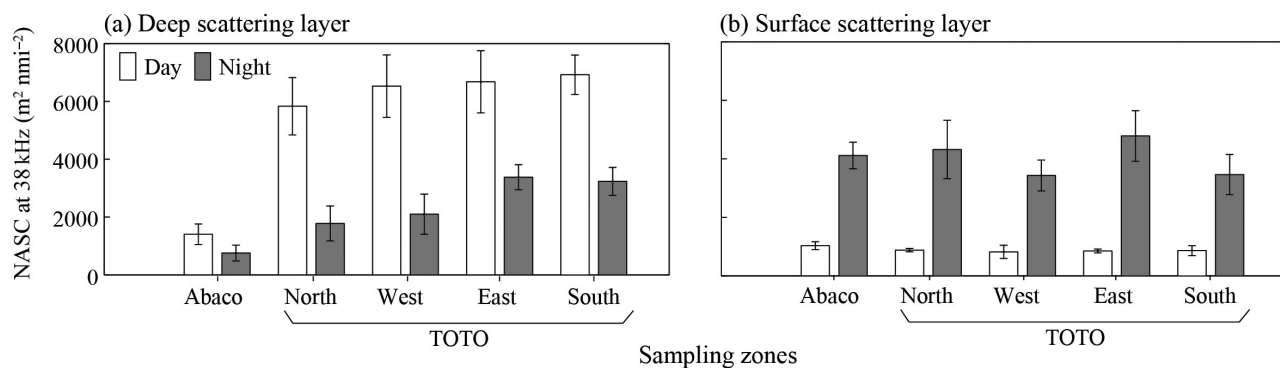 (a) Deep scattering layer
(b) Surface scattering layer
NASC at 38 kHz (m² nmi⁻²)
8000
6000
4000
2000
0
Day Night
Abaco North West East South
TOTO
Abaco North West East South
TOTO
Sampling zones